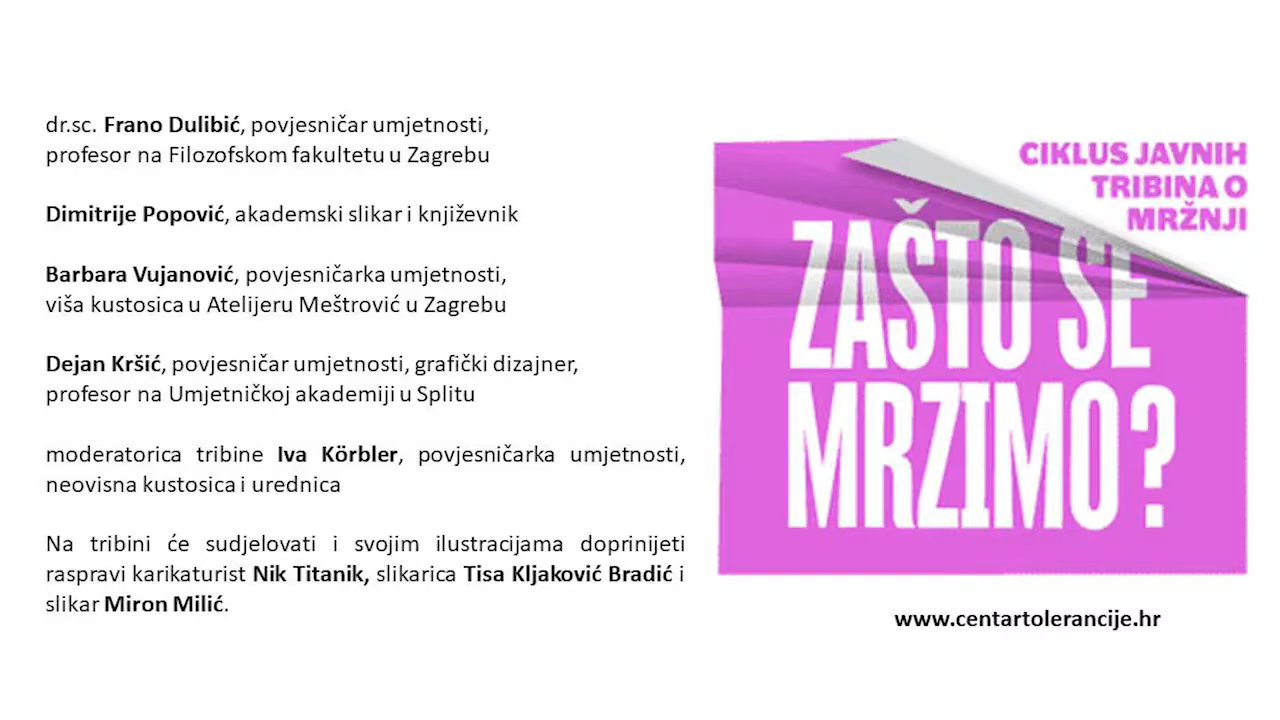 dr.sc. Frano Dulibić, povjesničar umjetnosti,
profesor na Filozofskom fakultetu u Zagrebu
Dimitrije Popović, akademski slikar i književnik
Barbara Vujanović, povjesničarka umjetnosti,
viša kustosica u Atelijeru Meštrović u Zagrebu
Dejan Kršić, povjesničar umjetnosti, grafički dizajner,
profesor na Umjetničkoj akademiji u Splitu
moderatorica tribine Iva Körbler, povjesničarka umjetnosti,
neovisna kustosica i urednica
Na tribini će sudjelovati i svojim ilustracijama doprinijeti
raspravi karikaturist Nik Titanik, slikarica Tisa Kljaković Bradić i
slikar Miron Milić.
CIKLUS JAVNIH
TRIBINA O
MRŽNJI
ZAŠTO SE
MRZIMO?
www.centartolerancije.hr